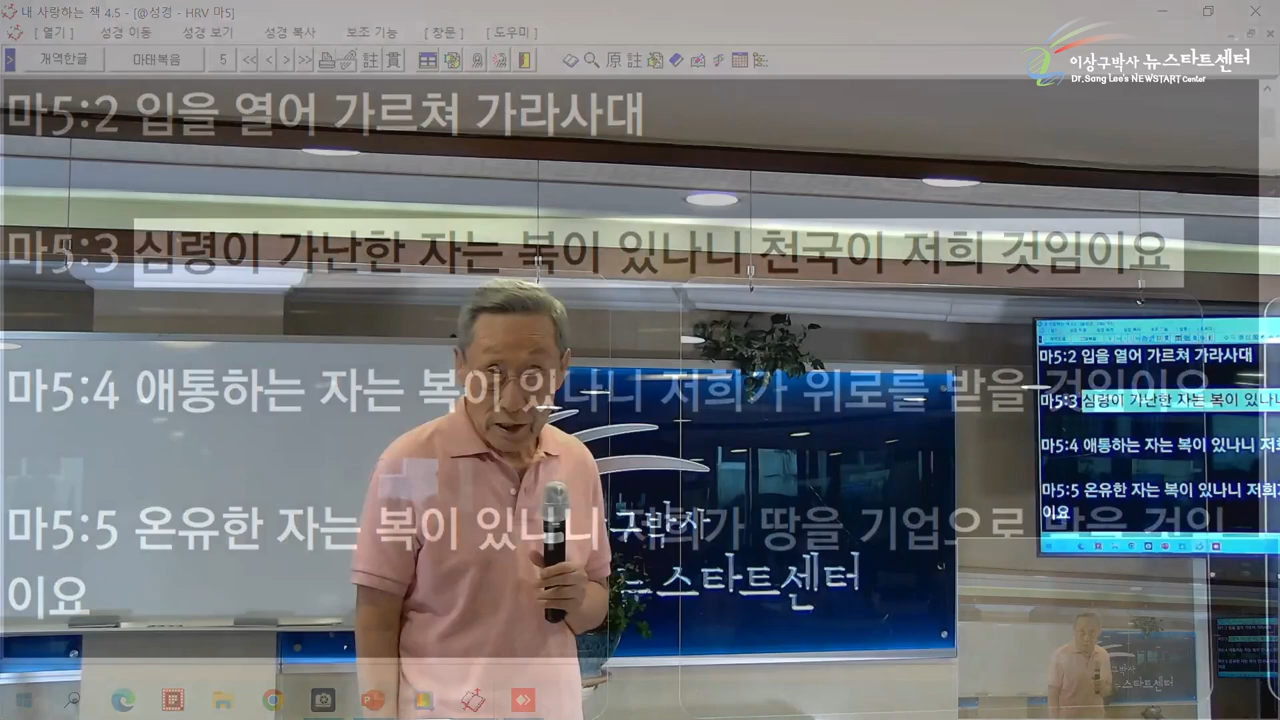 내 사랑하는 책 4.5 - [@성경 - HRV 마5]
[ 열기 ] 성경 이동 성경 보기 성경 복사 보조 기능 [ 창문 ] [ 도우미 ]
개역한글 마태복음 5 << < > >> 註 貫 原 註
이상구박사 뉴스타트센터
Dr.Sang Lee's NEWSTART Center
마5:2 입을 열어 가르쳐 가라사대
마5:3 심령이 가난한 자는 복이 있나니 천국이 저희 것임이요
마5:4 애통하는 자는 복이 있나니 저희가 위로를 받을 것임이요
마5:5 온유한 자는 복이 있나니 저희가 땅을 기업으로 받을 것임
이요
구박사
뉴스타트센터
마5:2 입을 열어 가르쳐 가라사대
마5:3 심령이 가난한 자는 복이 있나니
마5:4 애통하는 자는 복이 있나니 저희
마5:5 온유한 자는 복이 있나니 저희가
이요